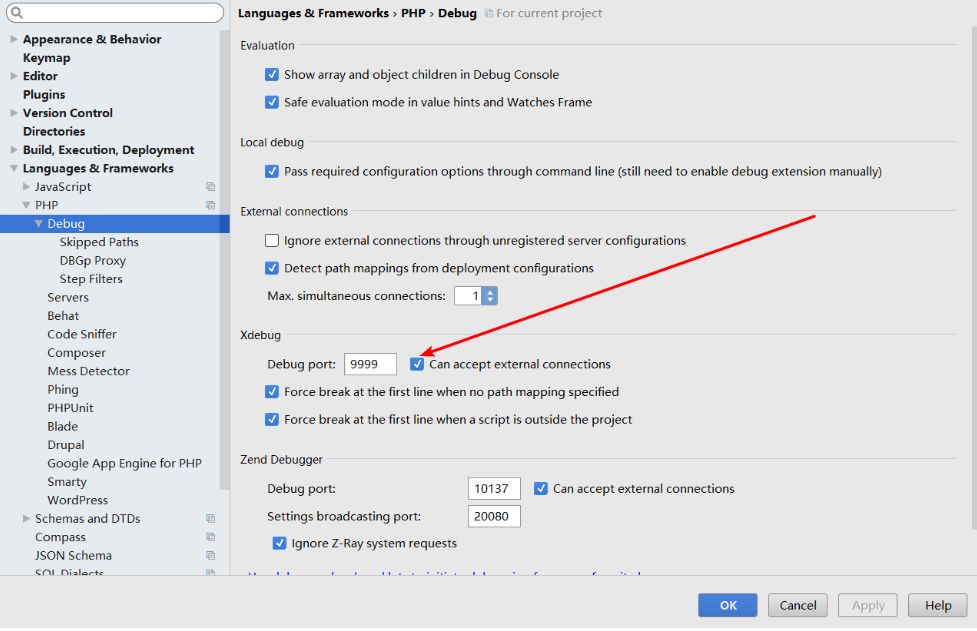 Languages & Frameworks › PHP › Debug For current project
Appearance & Behavior
Keymap
Editor
Plugins
Version Control
Directories
Build, Execution, Deployment
Languages & Frameworks
JavaScript
PHP
Debug
Skipped Paths
DBGp Proxy
Step Filters
Servers
Behat
Code Sniffer
Composer
Mess Detector
Phing
PHPUnit
Blade
Drupal
Google App Engine for PHP
Smarty
WordPress
Schemas and DTDs
Compass
JSON Schema
SQL Dialects
Evaluation
Show array and object children in Debug Console
Safe evaluation mode in value hints and Watches Frame
Local debug
Pass required configuration options through command line (still need to enable debug extension manually)
External connections
Ignore external connections through unregistered server configurations
Detect path mappings from deployment configurations
Max. simultaneous connections: 1
Xdebug
Debug port: 9999 Can accept external connections
Force break at the first line when no path mapping specified
Force break at the first line when a script is outside the project
Zend Debugger
Debug port: 10137 Can accept external connections
Settings broadcasting port: 20080
Ignore Z-Ray system requests
OK Cancel Apply Help